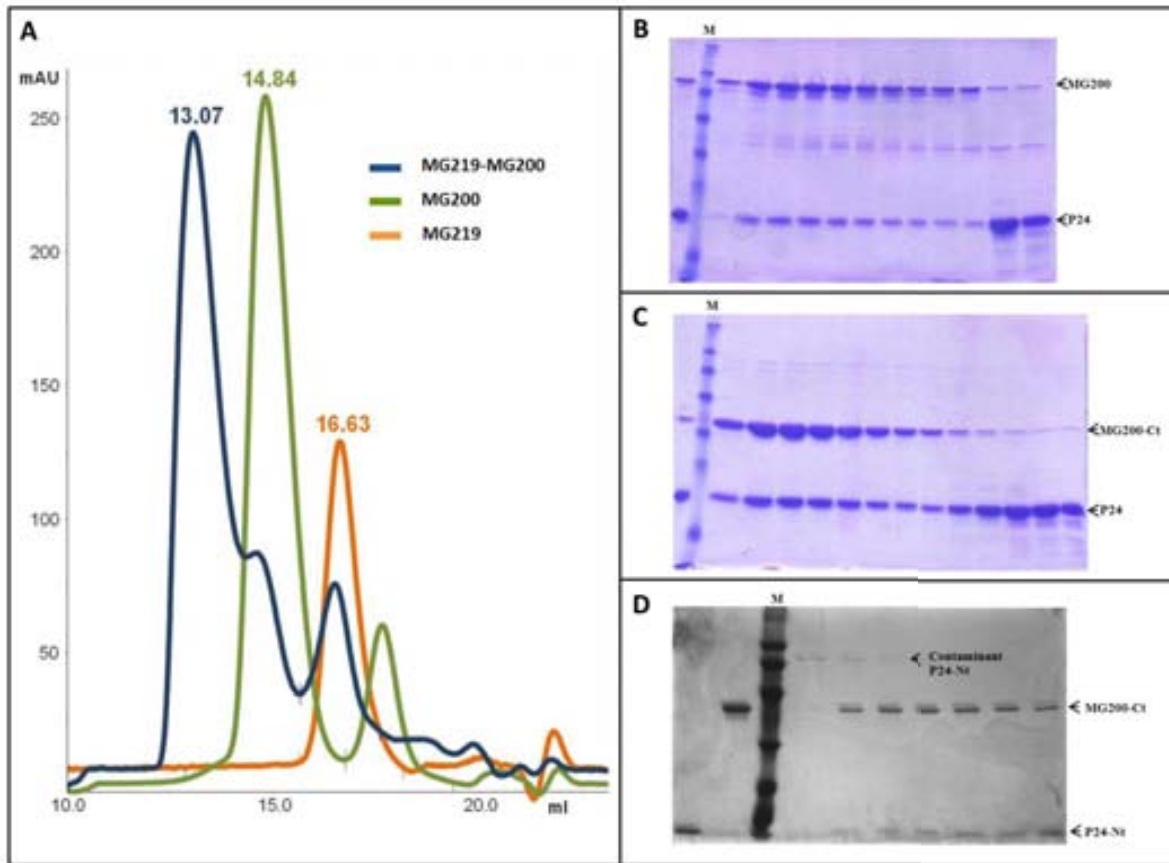 A
mAU
250
200
150
100
50
10.0
15.0
20.0
ml
13.07
14.84
16.63
MG219-MG200
MG200
MG219
B
M
MG200
P24
C
M
MG200-Ct
P24
D
M
Contaminant
P24-Nt
MG200-Ct
P24-Nt